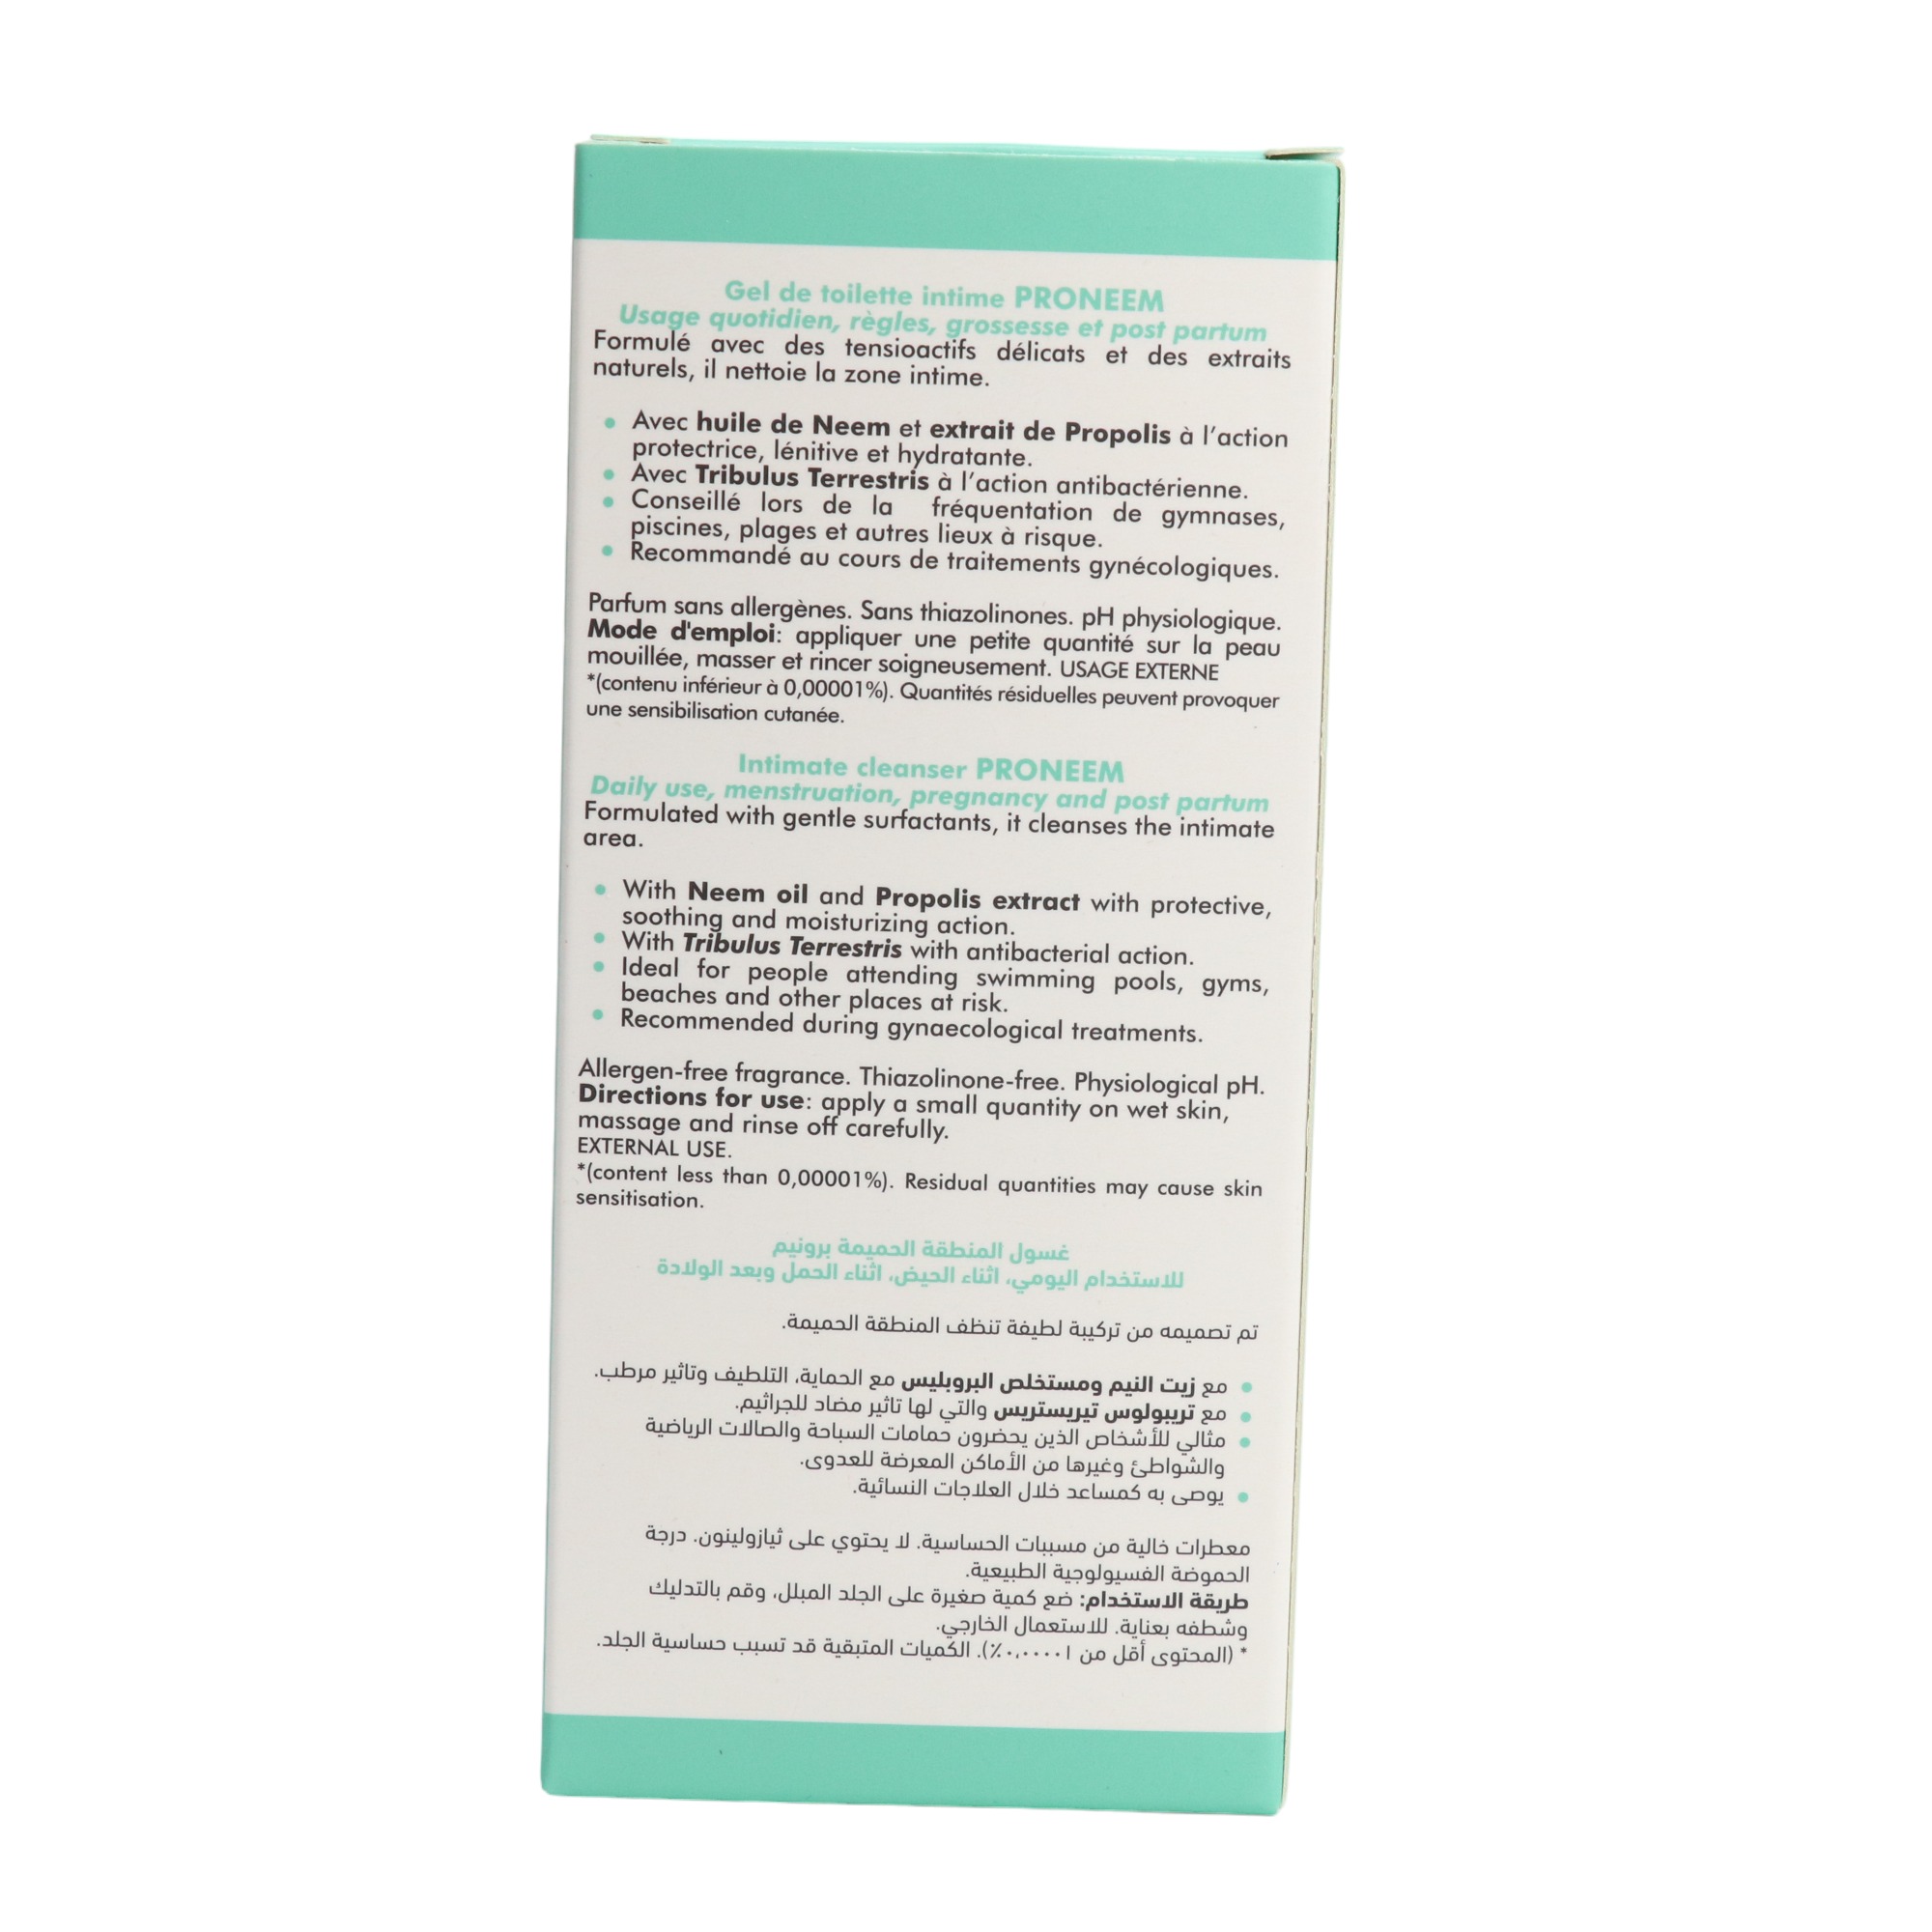 Gel de toilette intime PRONEEM
Usage quotidien, règles, grossesse et post partum
Formulé avec des tensioactifs délicats et des extraits
naturels, il nettoie la zone intime.
• Avec huile de Neem et extrait de Propolis à l'action
protectrice, lénitive et hydratante.
• Avec Tribulus Terrestris à l'action antibactérienne.
• Conseillé lors de la fréquentation de gymnases,
piscines, plages et autres lieux à risque.
• Recommandé au cours de traitements gynécologiques.
Parfum sans allergènes. Sans thiazolinones. pH physiologique.
Mode d'emploi: appliquer une petite quantité sur la peau
mouillée, masser et rincer soigneusement. USAGE EXTERNE
*(contenu inférieur à 0,00001%). Quantités résiduelles peuvent provoquer
une sensibilisation cutanée.
Intimate cleanser PRONEEM
Daily use, menstruation, pregnancy and post partum
Formulated with gentle surfactants, it cleanses the intimate
area.
• With Neem oil and Propolis extract with protective,
soothing and moisturizing action.
• With Tribulus Terrestris with antibacterial action.
• Ideal for people attending swimming pools, gyms,
beaches and other places at risk.
• Recommended during gynaecological treatments.
Allergen-free fragrance. Thiazolinone-free. Physiological pH.
Directions for use: apply a small quantity on wet skin,
massage and rinse off carefully.
EXTERNAL USE.
*(content less than 0,00001%). Residual quantities may cause skin
sensitisation.
غسول المنطقة الحميمة برونيم
للاستخدام اليومي، اثناء الحيض، اثناء الحمل وبعد الولادة
تم تصميمه من تركيبة لطيفة تنظف المنطقة الحميمة.
• مع زيت النيم ومستخلص البروبليس مع الحماية، التلطيف وتاثير مرطب.
• مع تريبولوس تيريستريس والتي لها تاثير مضاد للجراثيم.
• مثالي للأشخاص الذين يحضرون حمامات السباحة والصالات الرياضية
والشواطئ وغيرها من الأماكن المعرضة للعدوى.
• يوصى به كمساعد خلال العلاجات النسائية.
معطرات خالية من مسببات الحساسية. لا يحتوي على ثيازولينون. درجة
الحموضة الفسيولوجية الطبيعية.
طريقة الاستخدام: ضع كمية صغيرة على الجلد المبلل، وقم بالتدليك
وشطفه بعناية. للاستعمال الخارجي.
* (المحتوى أقل من ٠,٠٠٠٠١٪). الكميات المتبقية قد تسبب حساسية الجلد.